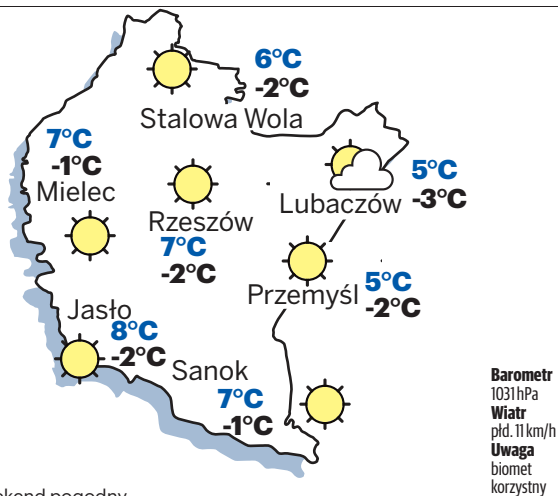 6°C
-2°C
Stalowa Wola
7°C
-1°C
Mielec
5°C
-3°C
Lubaczów
Rzeszów
7°C
-2°C
Przemyśl
5°C
-2°C
Jasło
8°C
-2°C
Sanok
7°C
-1°C
Barometr
1031 hPa
Wiatr
płd. 11 km/h
Uwaga
biomet
korzystny
pogodny